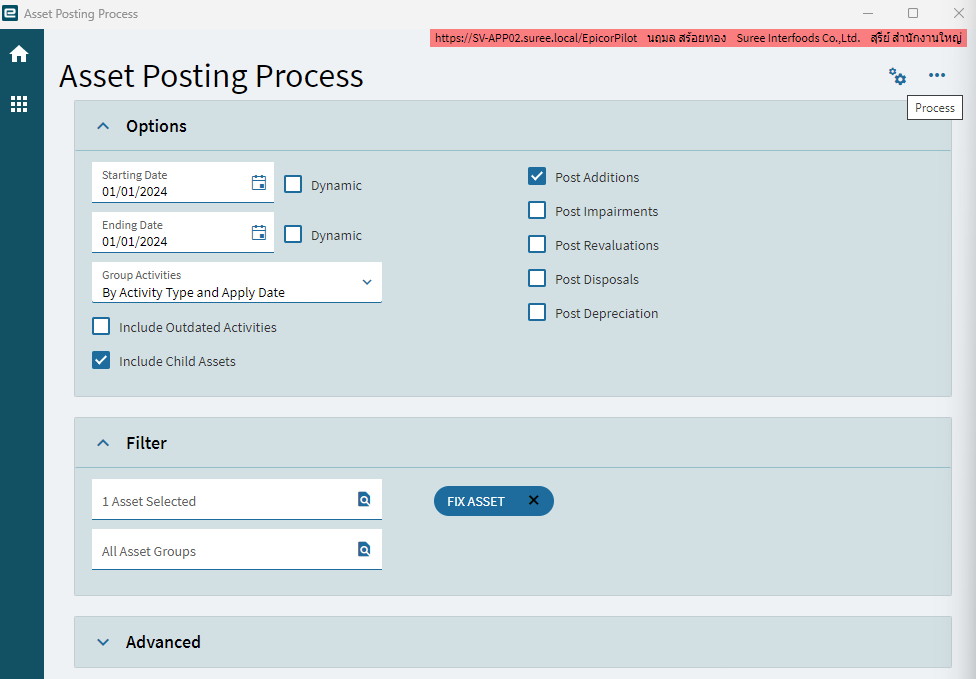 Asset Posting Process
https://SV-APP02.suree.local/EpicorPilot นฤมล สร้อยทอง Suree Interfoods Co.,Ltd. สุรีย์ สำนักงานใหญ่
Asset Posting Process
Process
Options
Starting Date
01/01/2024
Dynamic
Ending Date
01/01/2024
Dynamic
Group Activities
By Activity Type and Apply Date
Include Outdated Activities
Include Child Assets
Post Additions
Post Impairments
Post Revaluations
Post Disposals
Post Depreciation
Filter
1 Asset Selected
FIX ASSET
All Asset Groups
Advanced